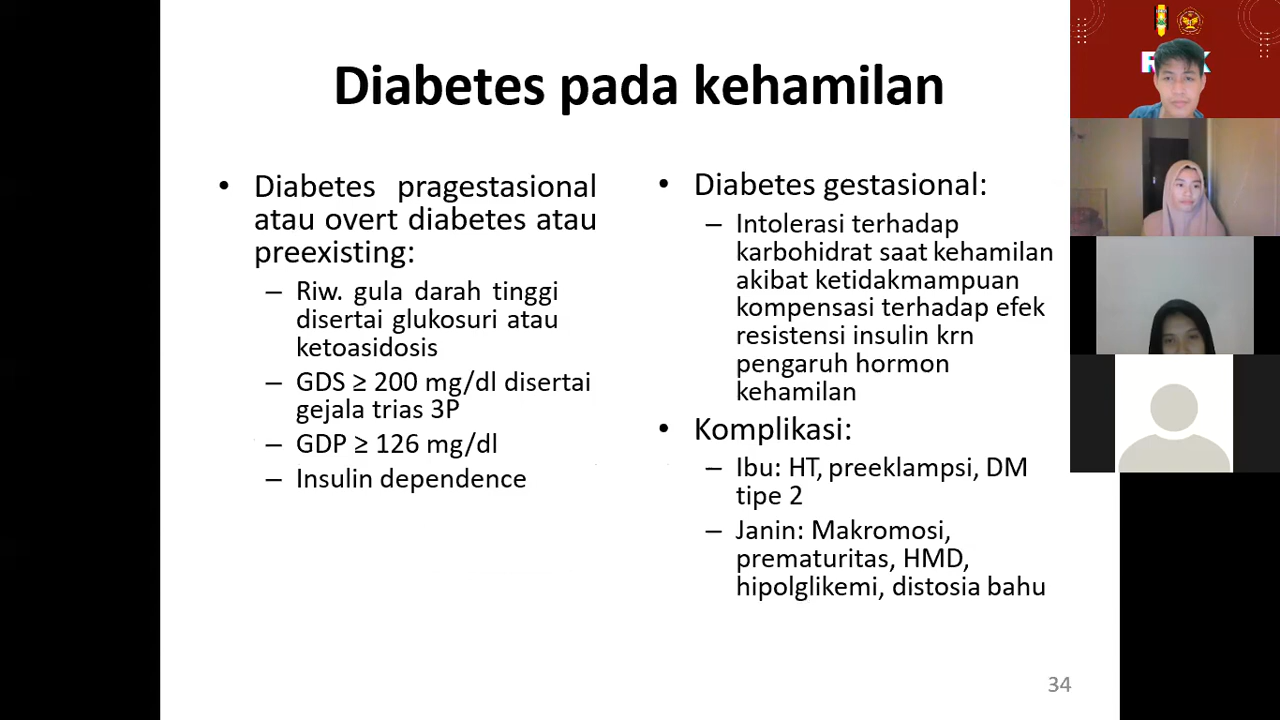 Diabetes pada kehamilan
• Diabetes pragestasional
atau overt diabetes atau
preexisting:
– Riw. gula darah tinggi
disertai glukosuri atau
ketoasidosis
– GDS ≥ 200 mg/dl disertai
gejala trias 3P
– GDP ≥ 126 mg/dl
– Insulin dependence
• Diabetes gestasional:
– Intolerasi terhadap
karbohidrat saat kehamilan
akibat ketidakmampuan
kompensasi terhadap efek
resistensi insulin krn
pengaruh hormon
kehamilan
• Komplikasi:
– Ibu: HT, preeklampsi, DM
tipe 2
– Janin: Makromosi,
prematuritas, HMD,
hipolglikemi, distosia bahu
34